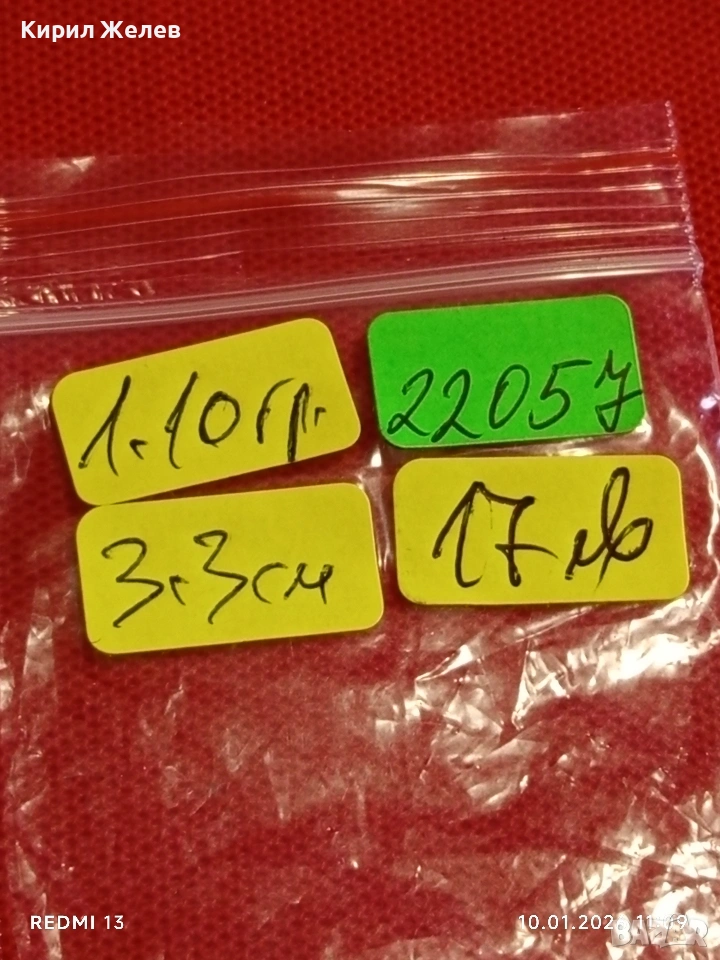 Кирил Желев
1.10гр.
22057
3.3см
17лв
REDMI 13
10.01.202